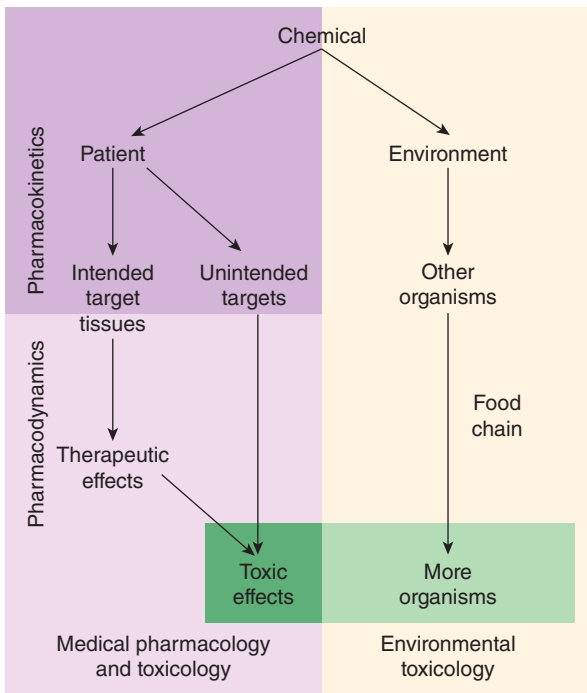 Chemical
Pharmacokinetics
Patient
Environment
Intended
target
tissues
Unintended
targets
Other
organisms
Pharmacodynamics
Food
chain
Therapeutic
effects
Toxic
effects
More
organisms
Medical pharmacology
and toxicology
Environmental
toxicology